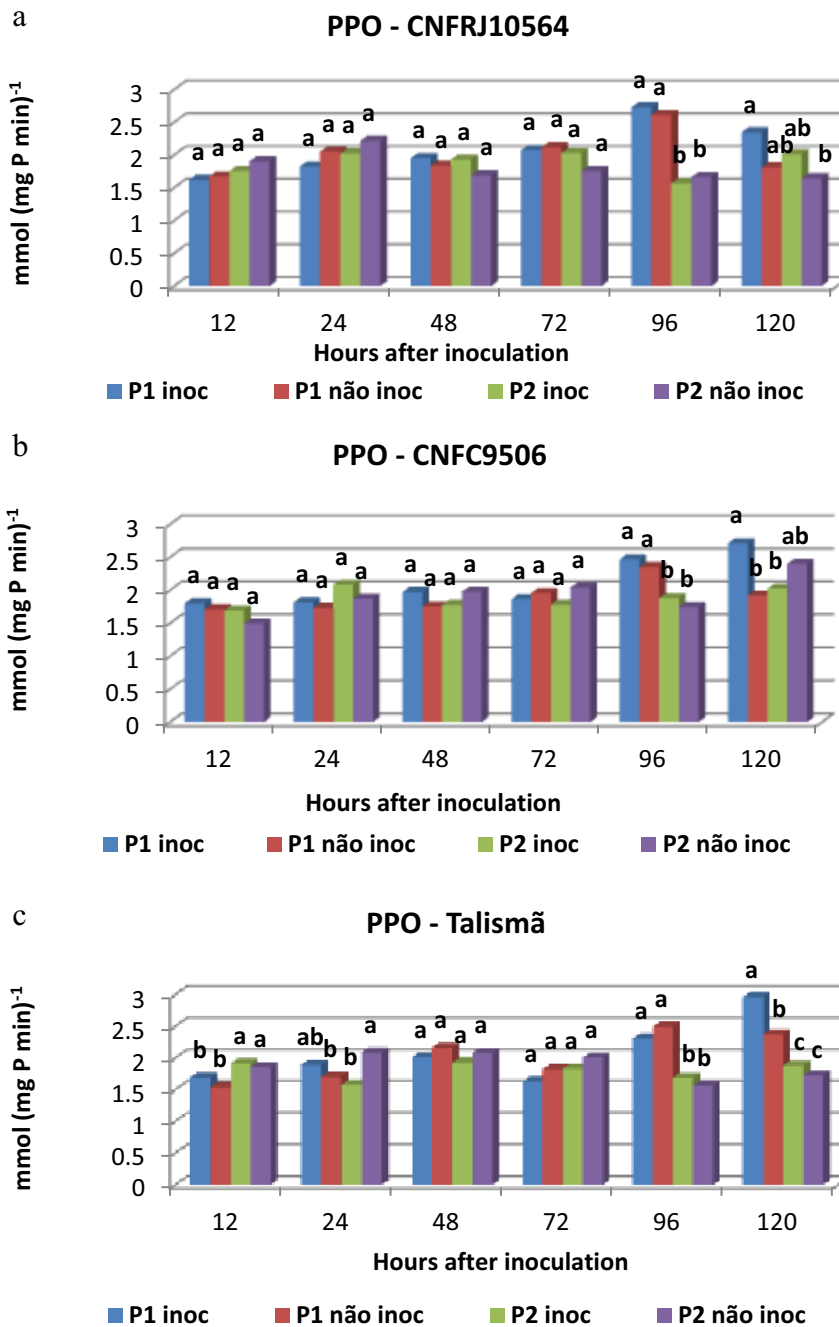 a
PPO - CNFRJ10564
mmol (mg P min)-1
3
2.5
2
1.5
1
0.5
0
a a a a
a a a a
a a a a
a a a a
a a b b
a ab ab b
12 24 48 72 96 120
Hours after inoculation
P1 inoc P1 não inoc P2 inoc P2 não inoc
b
PPO - CNFC9506
mmol (mg P min)-1
3
2.5
2
1.5
1
0.5
0
a a a a
a a a a
a a a a
a a a a
a a b b
a b b ab
12 24 48 72 96 120
Hours after inoculation
P1 inoc P1 não inoc P2 inoc P2 não inoc
c
PPO - Talismã
mmol (mg P min)-1
3
2.5
2
1.5
1
0.5
0
b b a a
ab b b a
a a a a
a a a a
a a b b
a b c c
12 24 48 72 96 120
Hours after inoculation
P1 inoc P1 não inoc P2 inoc P2 não inoc